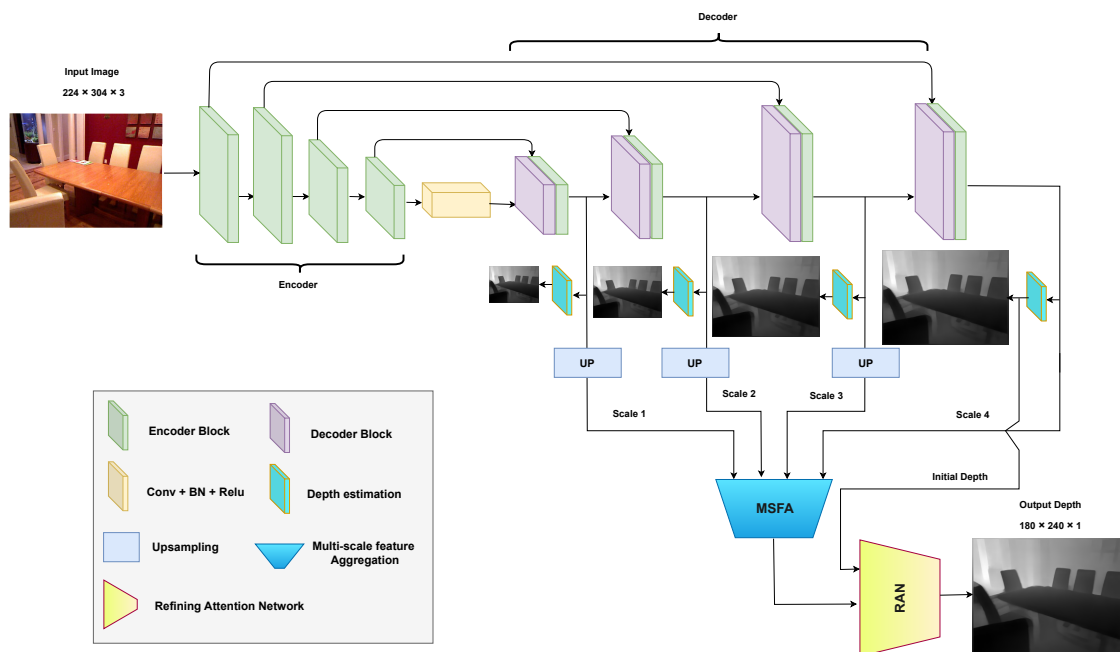 Decoder
Input Image
224 × 304 × 3
Encoder
UP
UP
UP
Scale 1
Scale 2
Scale 3
Scale 4
Initial Depth
MSFA
Output Depth
180 × 240 × 1
RAN
Encoder Block
Decoder Block
Conv + BN + Relu
Depth estimation
Upsampling
Multi-scale feature
Aggregation
Refining Attention Network